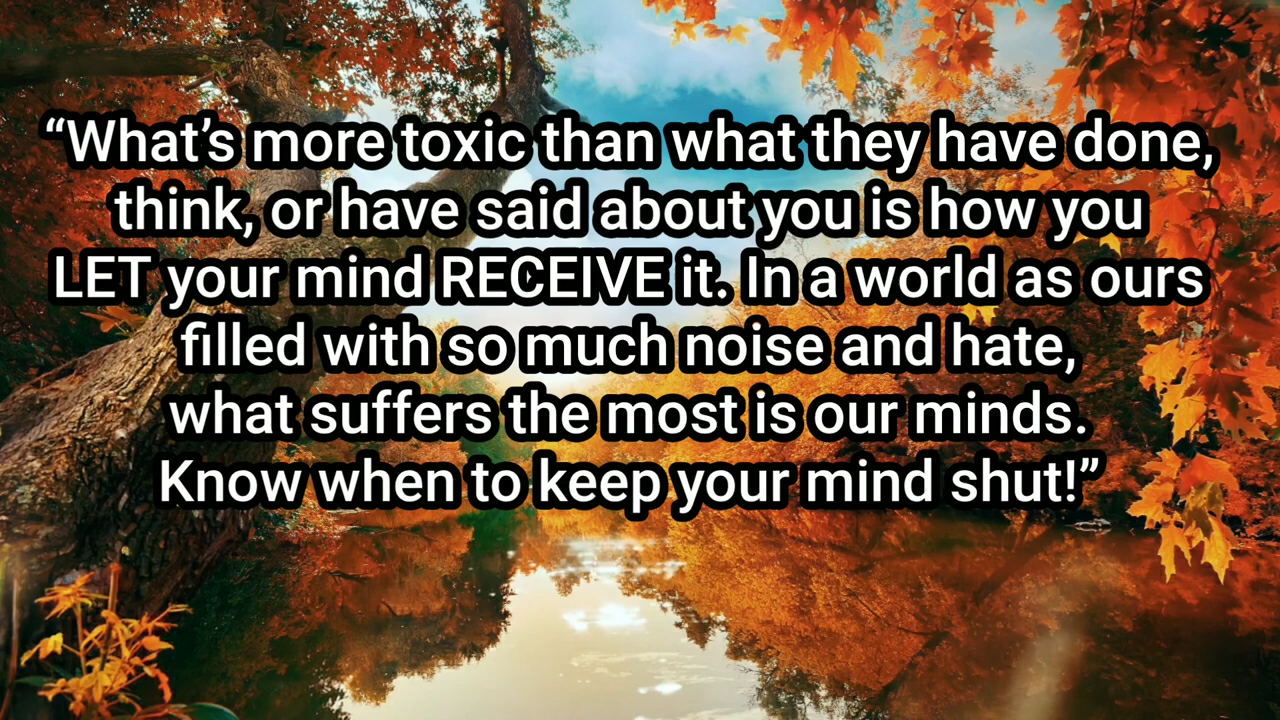 “What’s more toxic than what they have done,
think, or have said about you is how you
LET your mind RECEIVE it. In a world as ours
filled with so much noise and hate,
what suffers the most is our minds.
Know when to keep your mind shut!”